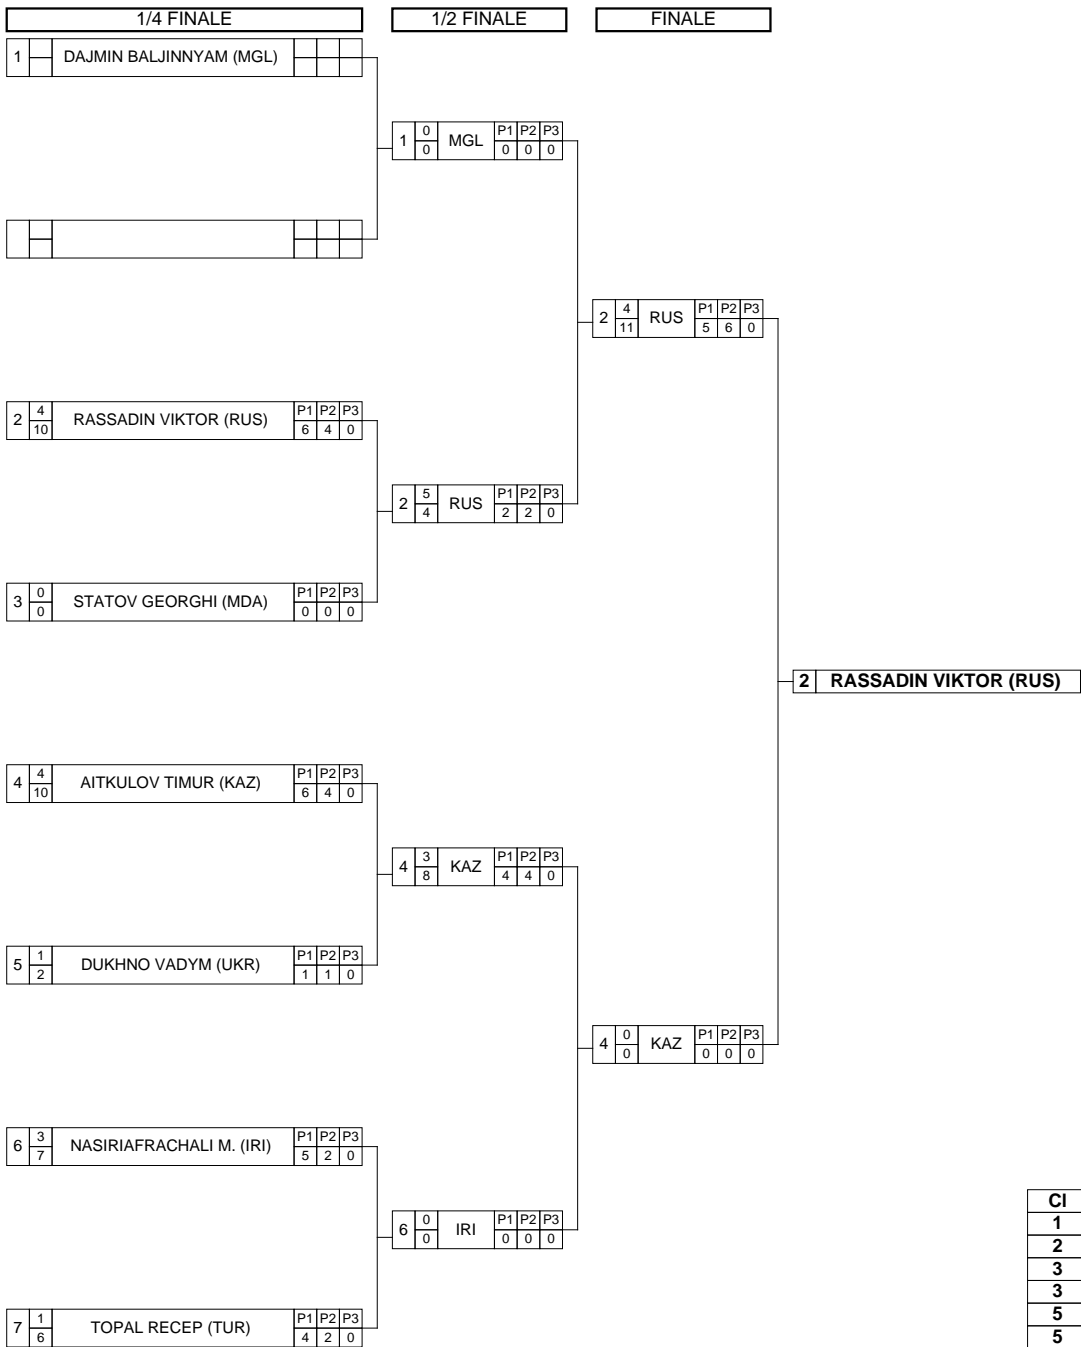 1/4 FINALE 1/2 FINALE FINALE
1 DAJMIN BALJINNYAM (MGL)
1 0 MGL P1 P2 P3
0 0 0 0
2 4 RUS P1 P2 P3
11 5 6 0
2 4 RASSADIN VIKTOR (RUS) P1 P2 P3
10 6 4 0
2 5 RUS P1 P2 P3
4 2 2 0
3 0 STATOV GEORGHI (MDA) P1 P2 P3
0 0 0 0
2 RASSADIN VIKTOR (RUS)
4 4 AITKULOV TIMUR (KAZ) P1 P2 P3
10 6 4 0
4 3 KAZ P1 P2 P3
8 4 4 0
5 1 DUKHNO VADYM (UKR) P1 P2 P3
2 1 1 0
4 0 KAZ P1 P2 P3
0 0 0 0
6 3 NASIRIAFRACHALI M. (IRI) P1 P2 P3
7 5 2 0
6 0 IRI P1 P2 P3
0 0 0 0
7 1 TOPAL RECEP (TUR) P1 P2 P3
6 4 2 0
Cl
1
2
3
3
5
5